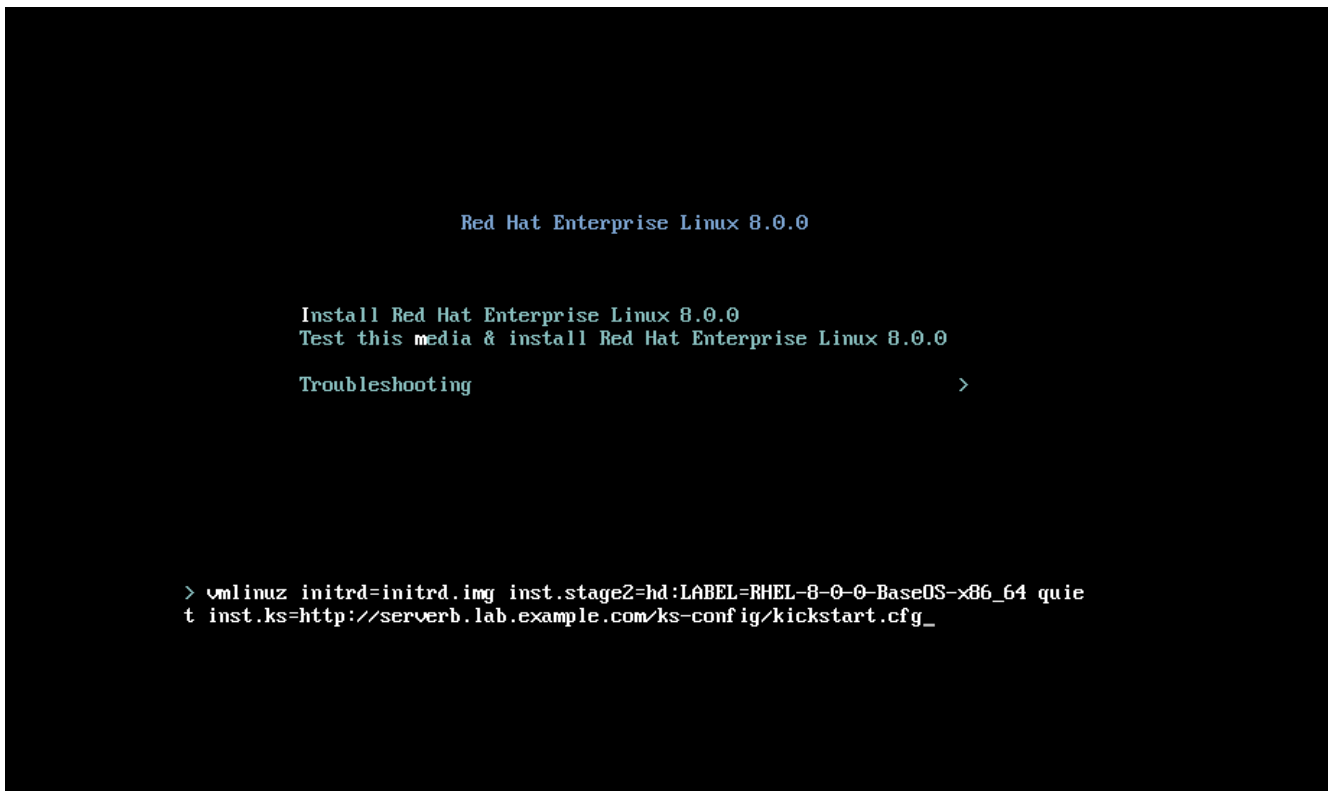 Red Hat Enterprise Linux 8.0.0
Install Red Hat Enterprise Linux 8.0.0
Test this media & install Red Hat Enterprise Linux 8.0.0
Troubleshooting >
> vmlinuz initrd=initrd.img inst.stage2=hd:LABEL=RHEL-8-0-0-BaseOS-x86_64 quie
t inst.ks=http://serverb.lab.example.com/ks-config/kickstart.cfg_